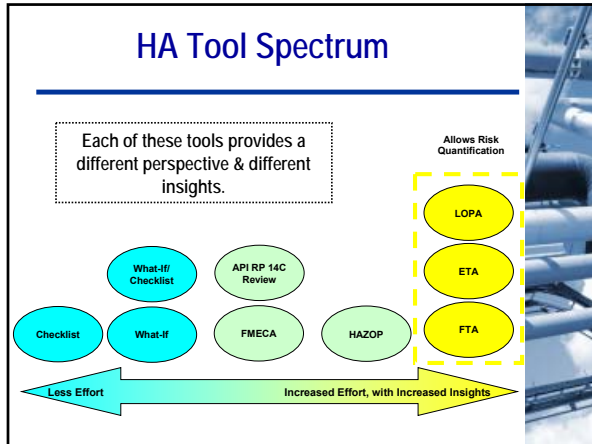 HA Tool Spectrum
Each of these tools provides a
different perspective & different
insights.
Allows Risk
Quantification
LOPA
What-If/
Checklist
API RP 14C
Review
ETA
Checklist
What-If
FMECA
HAZOP
FTA
Less Effort
Increased Effort, with Increased Insights